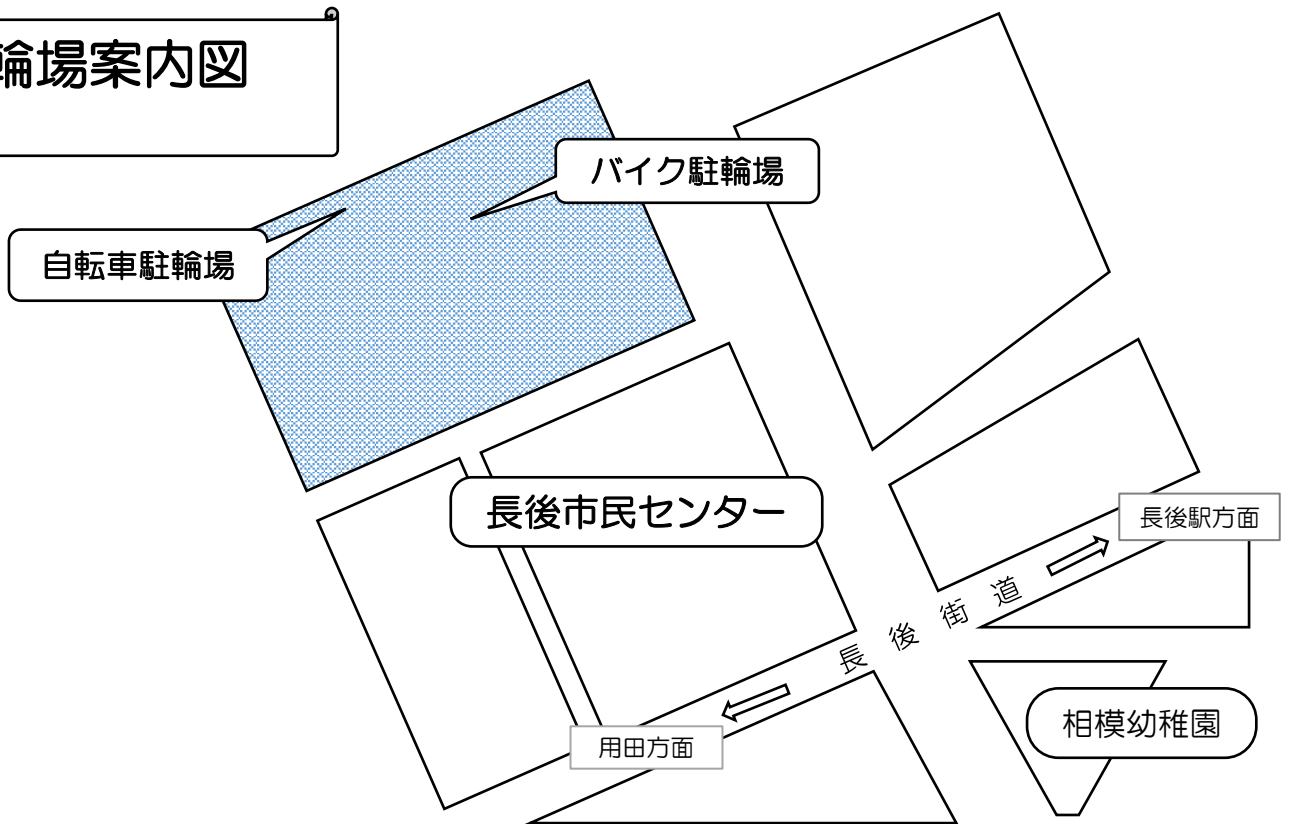 輪場案内図
バイク駐輪場
自転車駐輪場
長後市民センター
長後駅方面
長後街道
用田方面
相模幼稚園